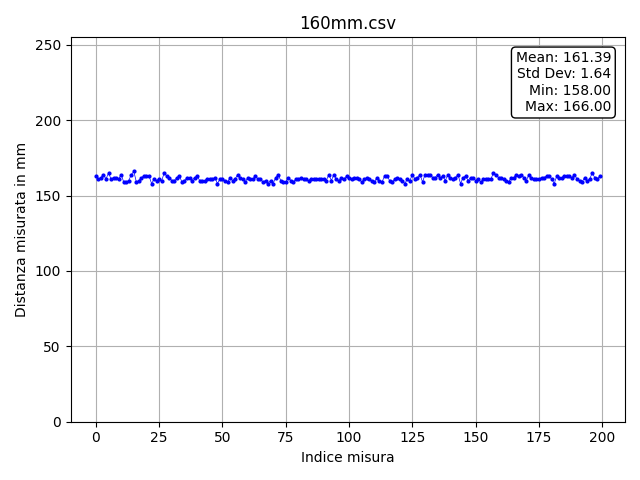 160mm.csv
Mean: 161.39
Std Dev: 1.64
Min: 158.00
Max: 166.00
Distanza misurata in mm
250
200
150
100
50
0
0 25 50 75 100 125 150 175 200
Indice misura